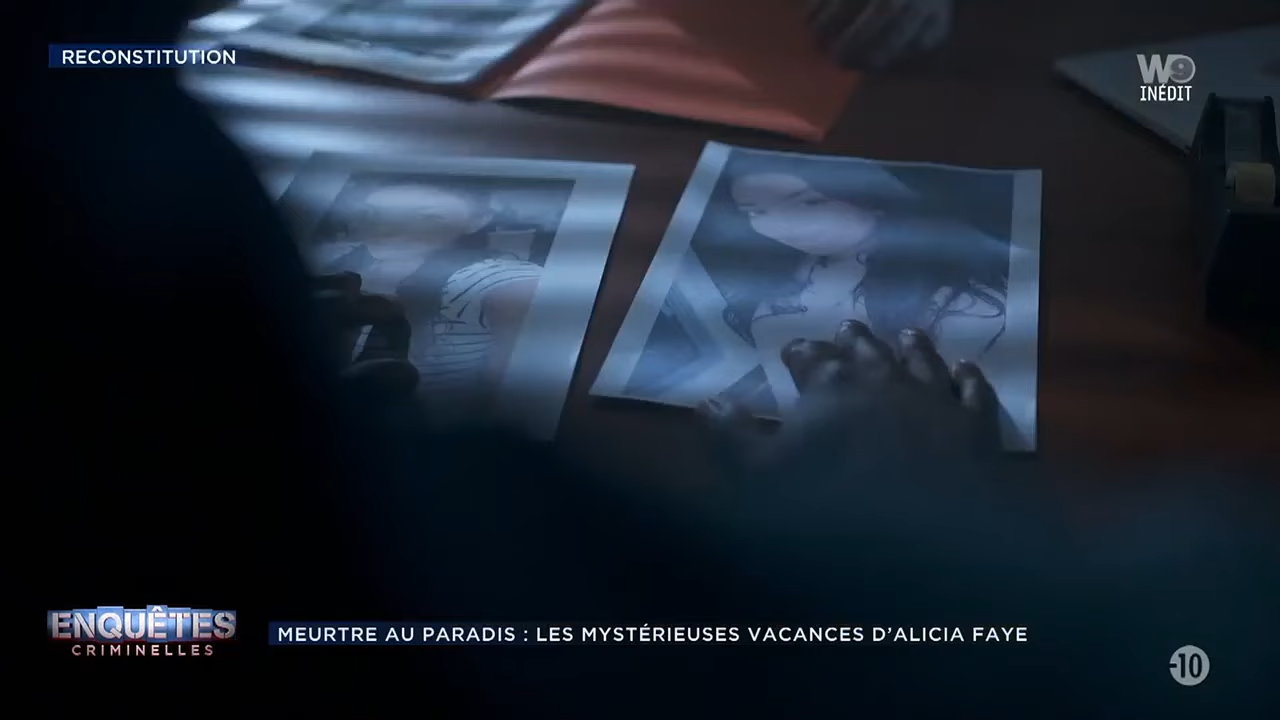 RECONSTITUTION
W9
INÉDIT
ENQUÊTES
CRIMINELLES
MEURTRE AU PARADIS : LES MYSTÉRIEUSES VACANCES D'ALICIA FAYE
-10